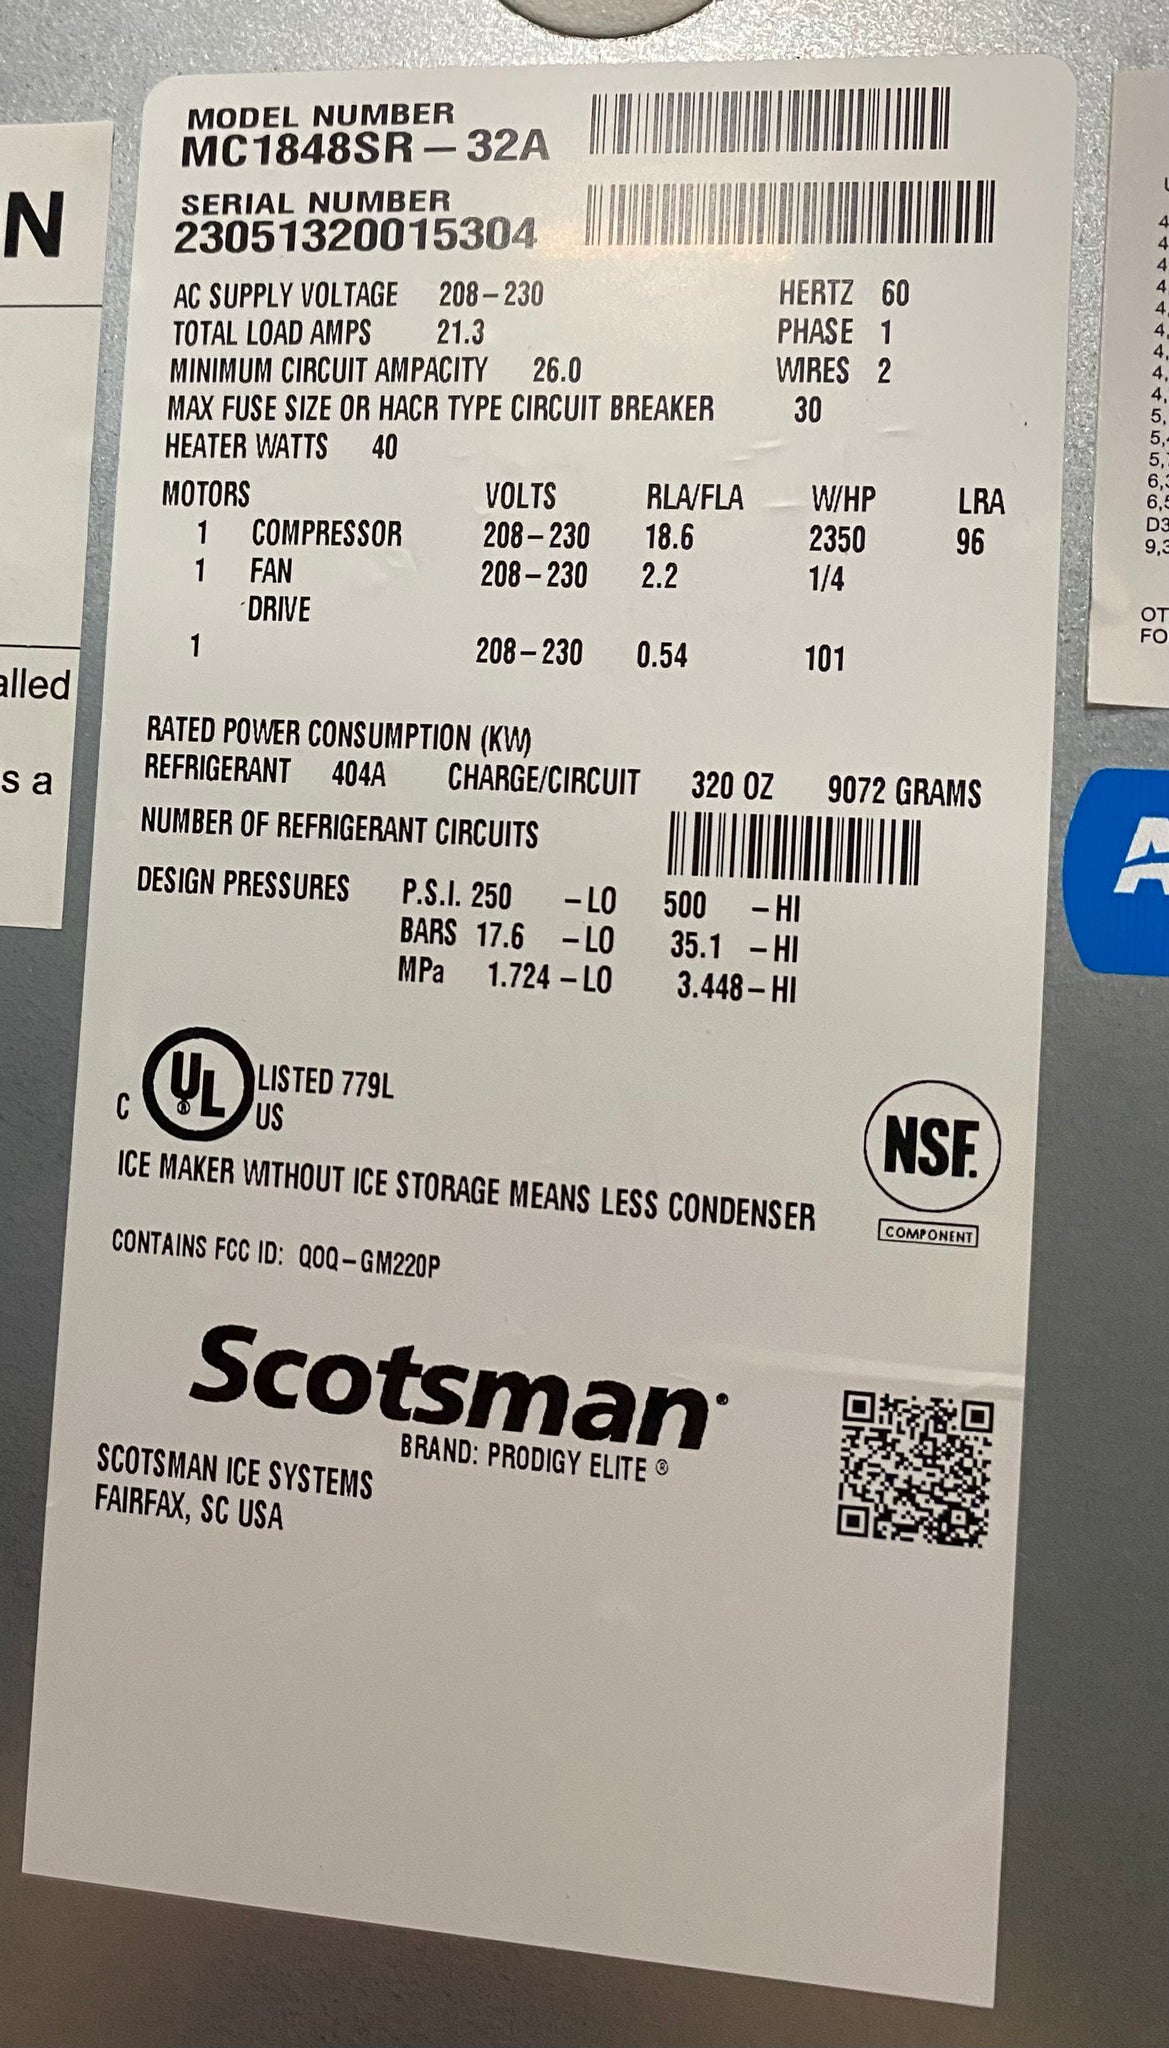 MODEL NUMBER
MC1848SR-32A
SERIAL NUMBER
23051320015304
AC SUPPLY VOLTAGE 208-230 HERTZ 60
TOTAL LOAD AMPS 21.3 PHASE 1
MINIMUM CIRCUIT AMPACITY 26.0 WIRES 2
MAX FUSE SIZE OR HACR TYPE CIRCUIT BREAKER 30
HEATER WATTS 40
MOTORS VOLTS RLA/FLA W/HP LRA
1 COMPRESSOR 208-230 18.6 2350 96
1 FAN 208-230 2.2 1/4
DRIVE
1 208-230 0.54 101
RATED POWER CONSUMPTION (KW)
REFRIGERANT 404A CHARGE/CIRCUIT 320 OZ 9072 GRAMS
NUMBER OF REFRIGERANT CIRCUITS
DESIGN PRESSURES P.S.I. 250 -LO 500 -HI
BARS 17.6 -LO 35.1 -HI
MPa 1.724-LO 3.448-HI
C UL LISTED 779L
US
NSF.
COMPONENT
ICE MAKER WITHOUT ICE STORAGE MEANS LESS CONDENSER
CONTAINS FCC ID: QOQ-GM220P
Scotsman
BRAND: PRODIGY ELITE ®
SCOTSMAN ICE SYSTEMS
FAIRFAX, SC USA
N
s a
OT
FO